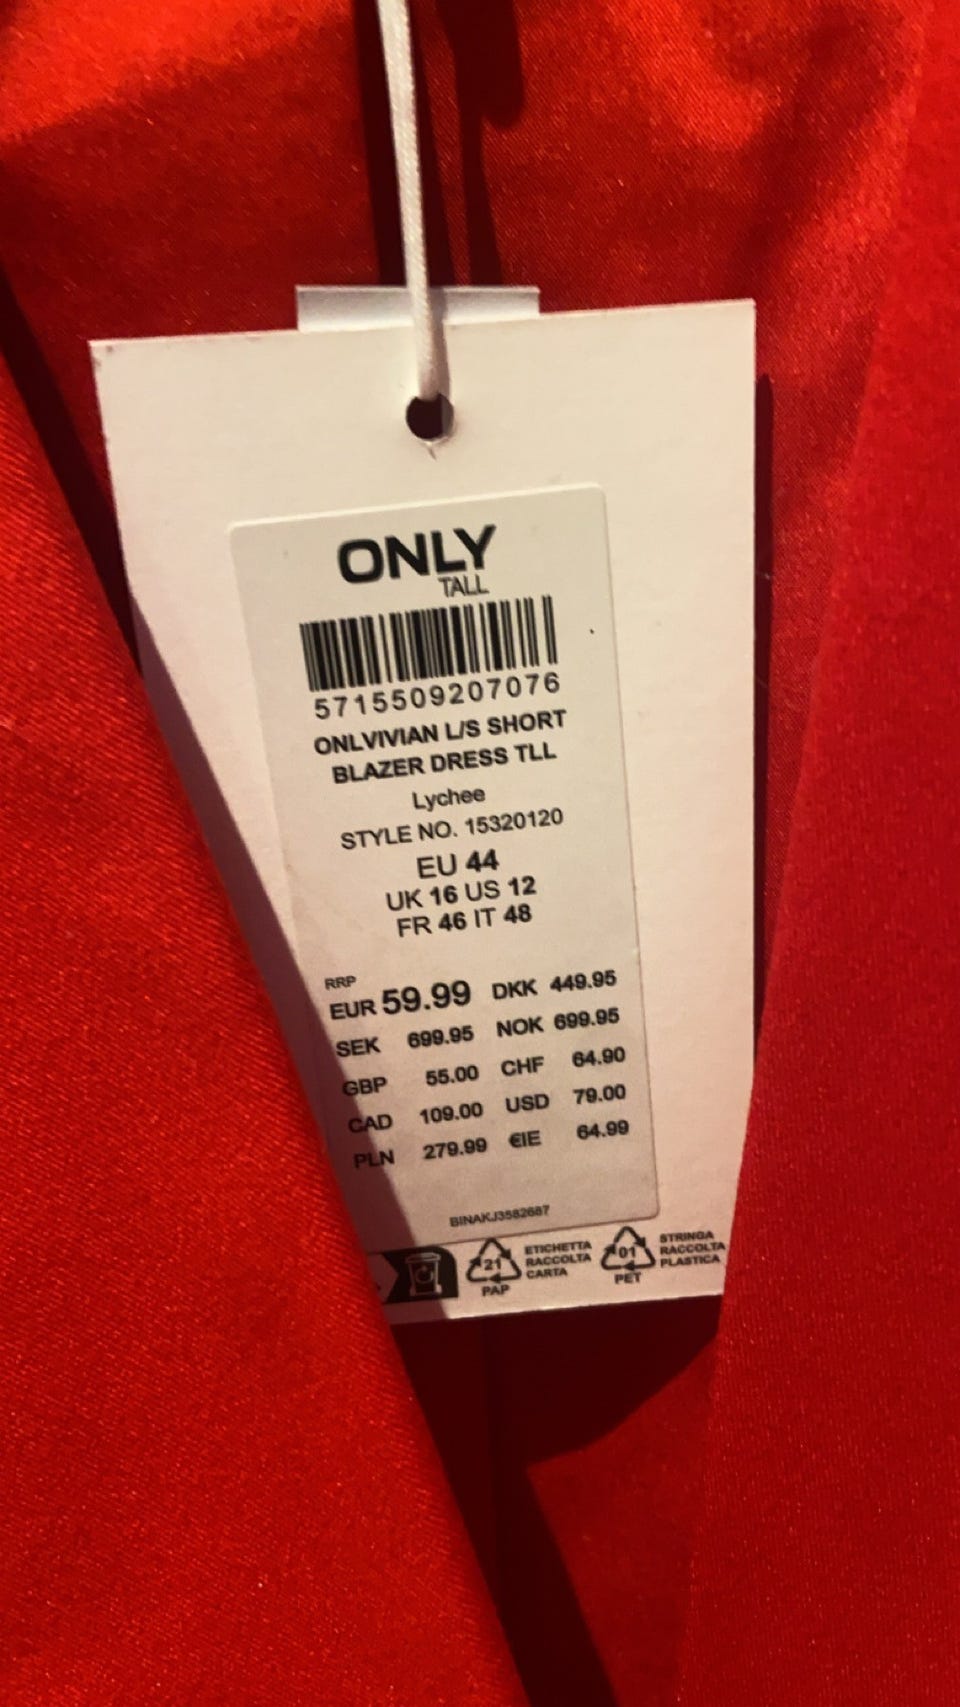 ONLY
TALL
5715509207076
ONLVIVIAN L/S SHORT
BLAZER DRESS TLL
Lychee
STYLE NO. 15320120
EU 44
UK 16 US 12
FR 46 IT 48
RRP
EUR 59.99 DKK 449.95
SEK 699.95 NOK 699.95
GBP 55.00 CHF 64.90
CAD 109.00 USD 79.00
PLN 279.99 €IE 64.99
BINAKJ3582687
21
PAP
ETICHETTA
RACCOLTA
CARTA
01
PET
STRINGA
RACCOLTA
PLASTICA